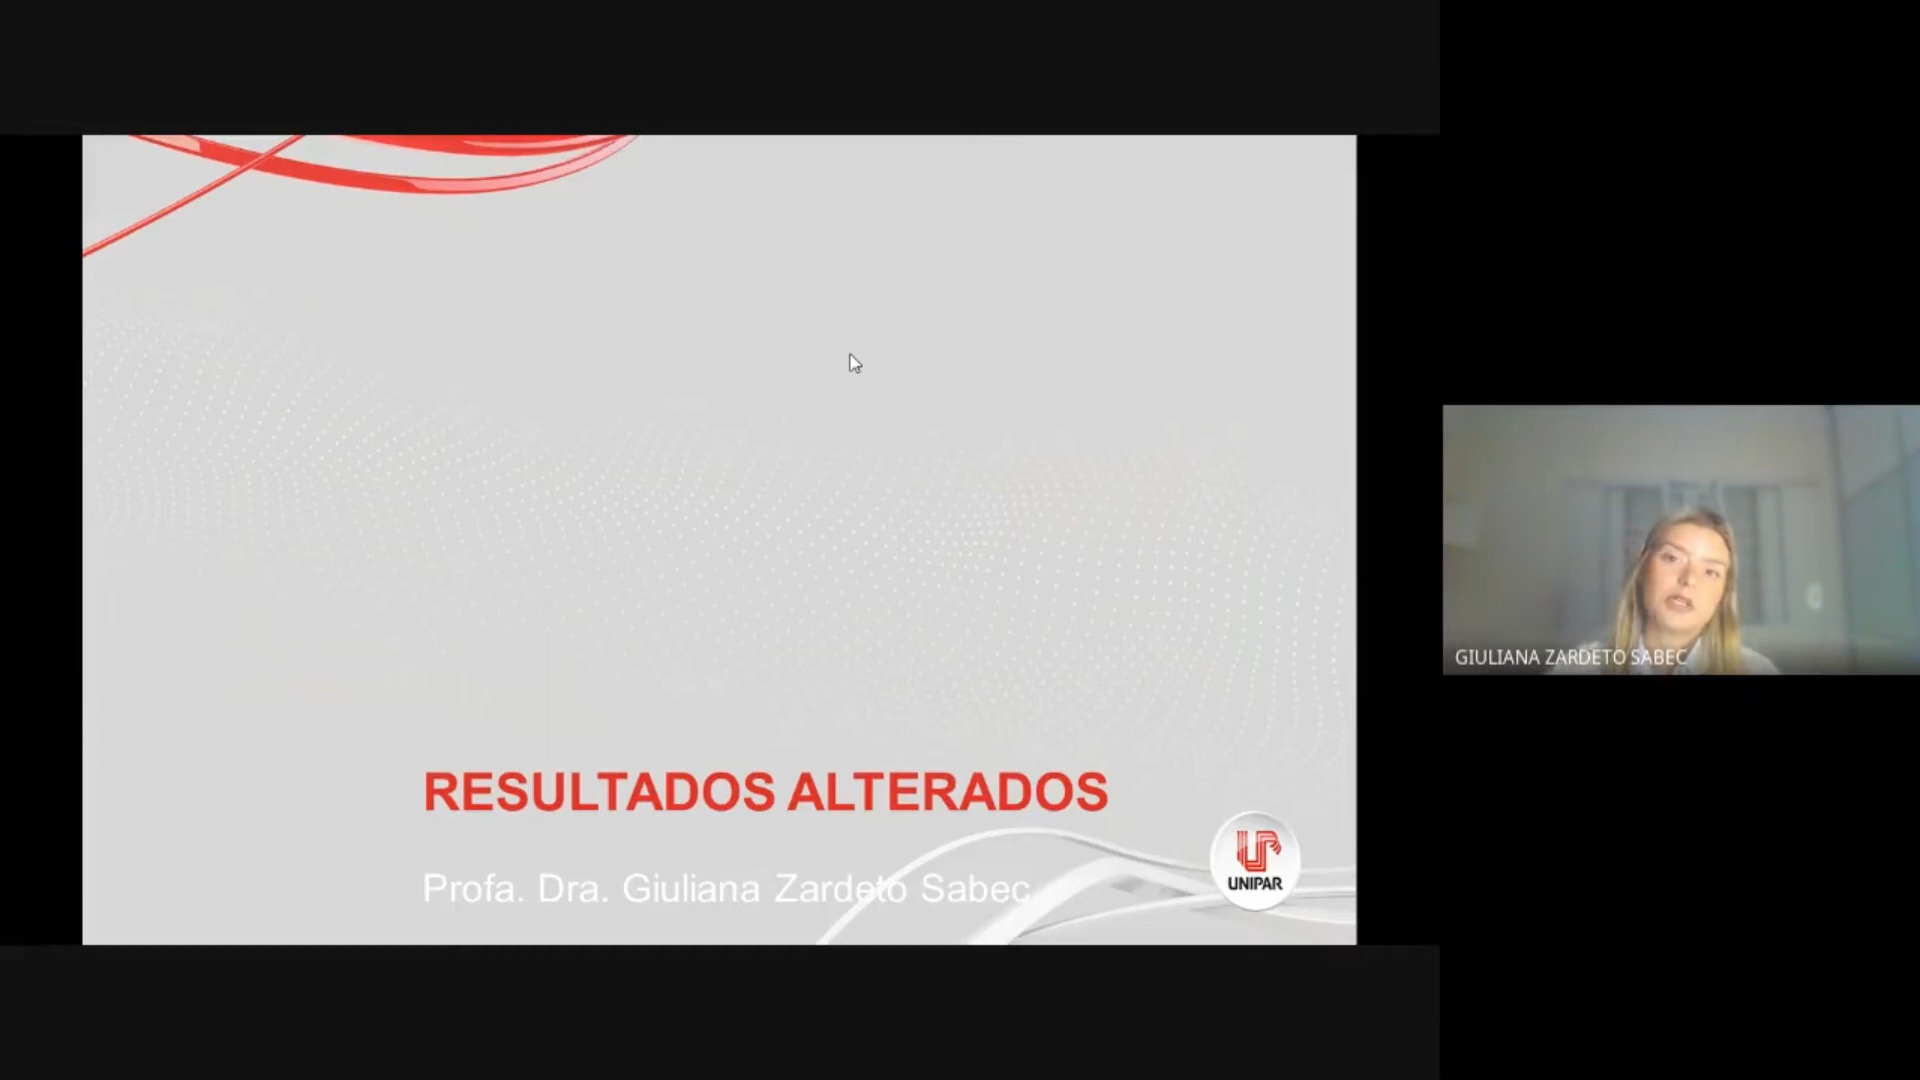 RESULTADOS ALTERADOS
Profa. Dra. Giuliana Zardeto Sabec
UNIPAR
GIULIANA ZARDETO SABEC